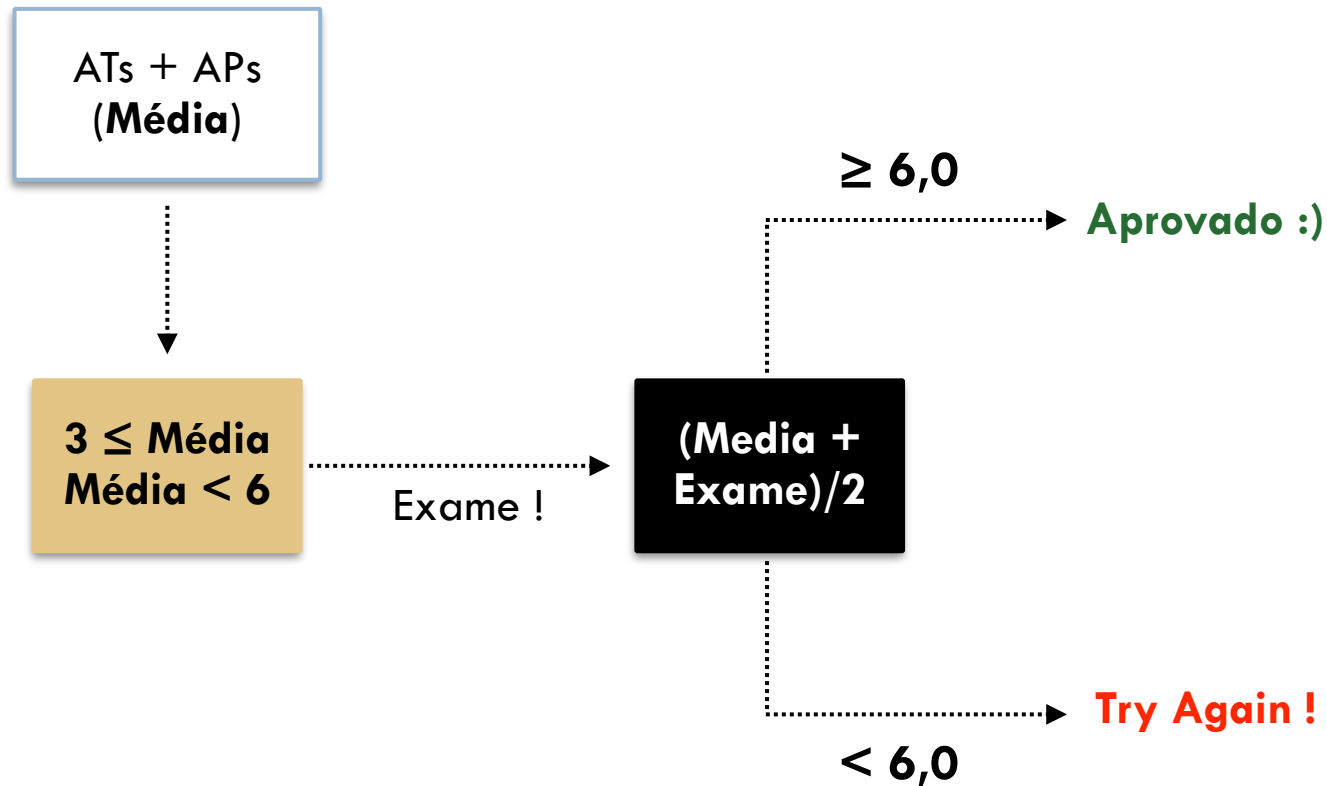 ATs + APs
(Média)
≥ 6,0
Aprovado :)
3 ≤ Média
Média < 6
Exame !
(Media +
Exame)/2
Try Again !
< 6,0